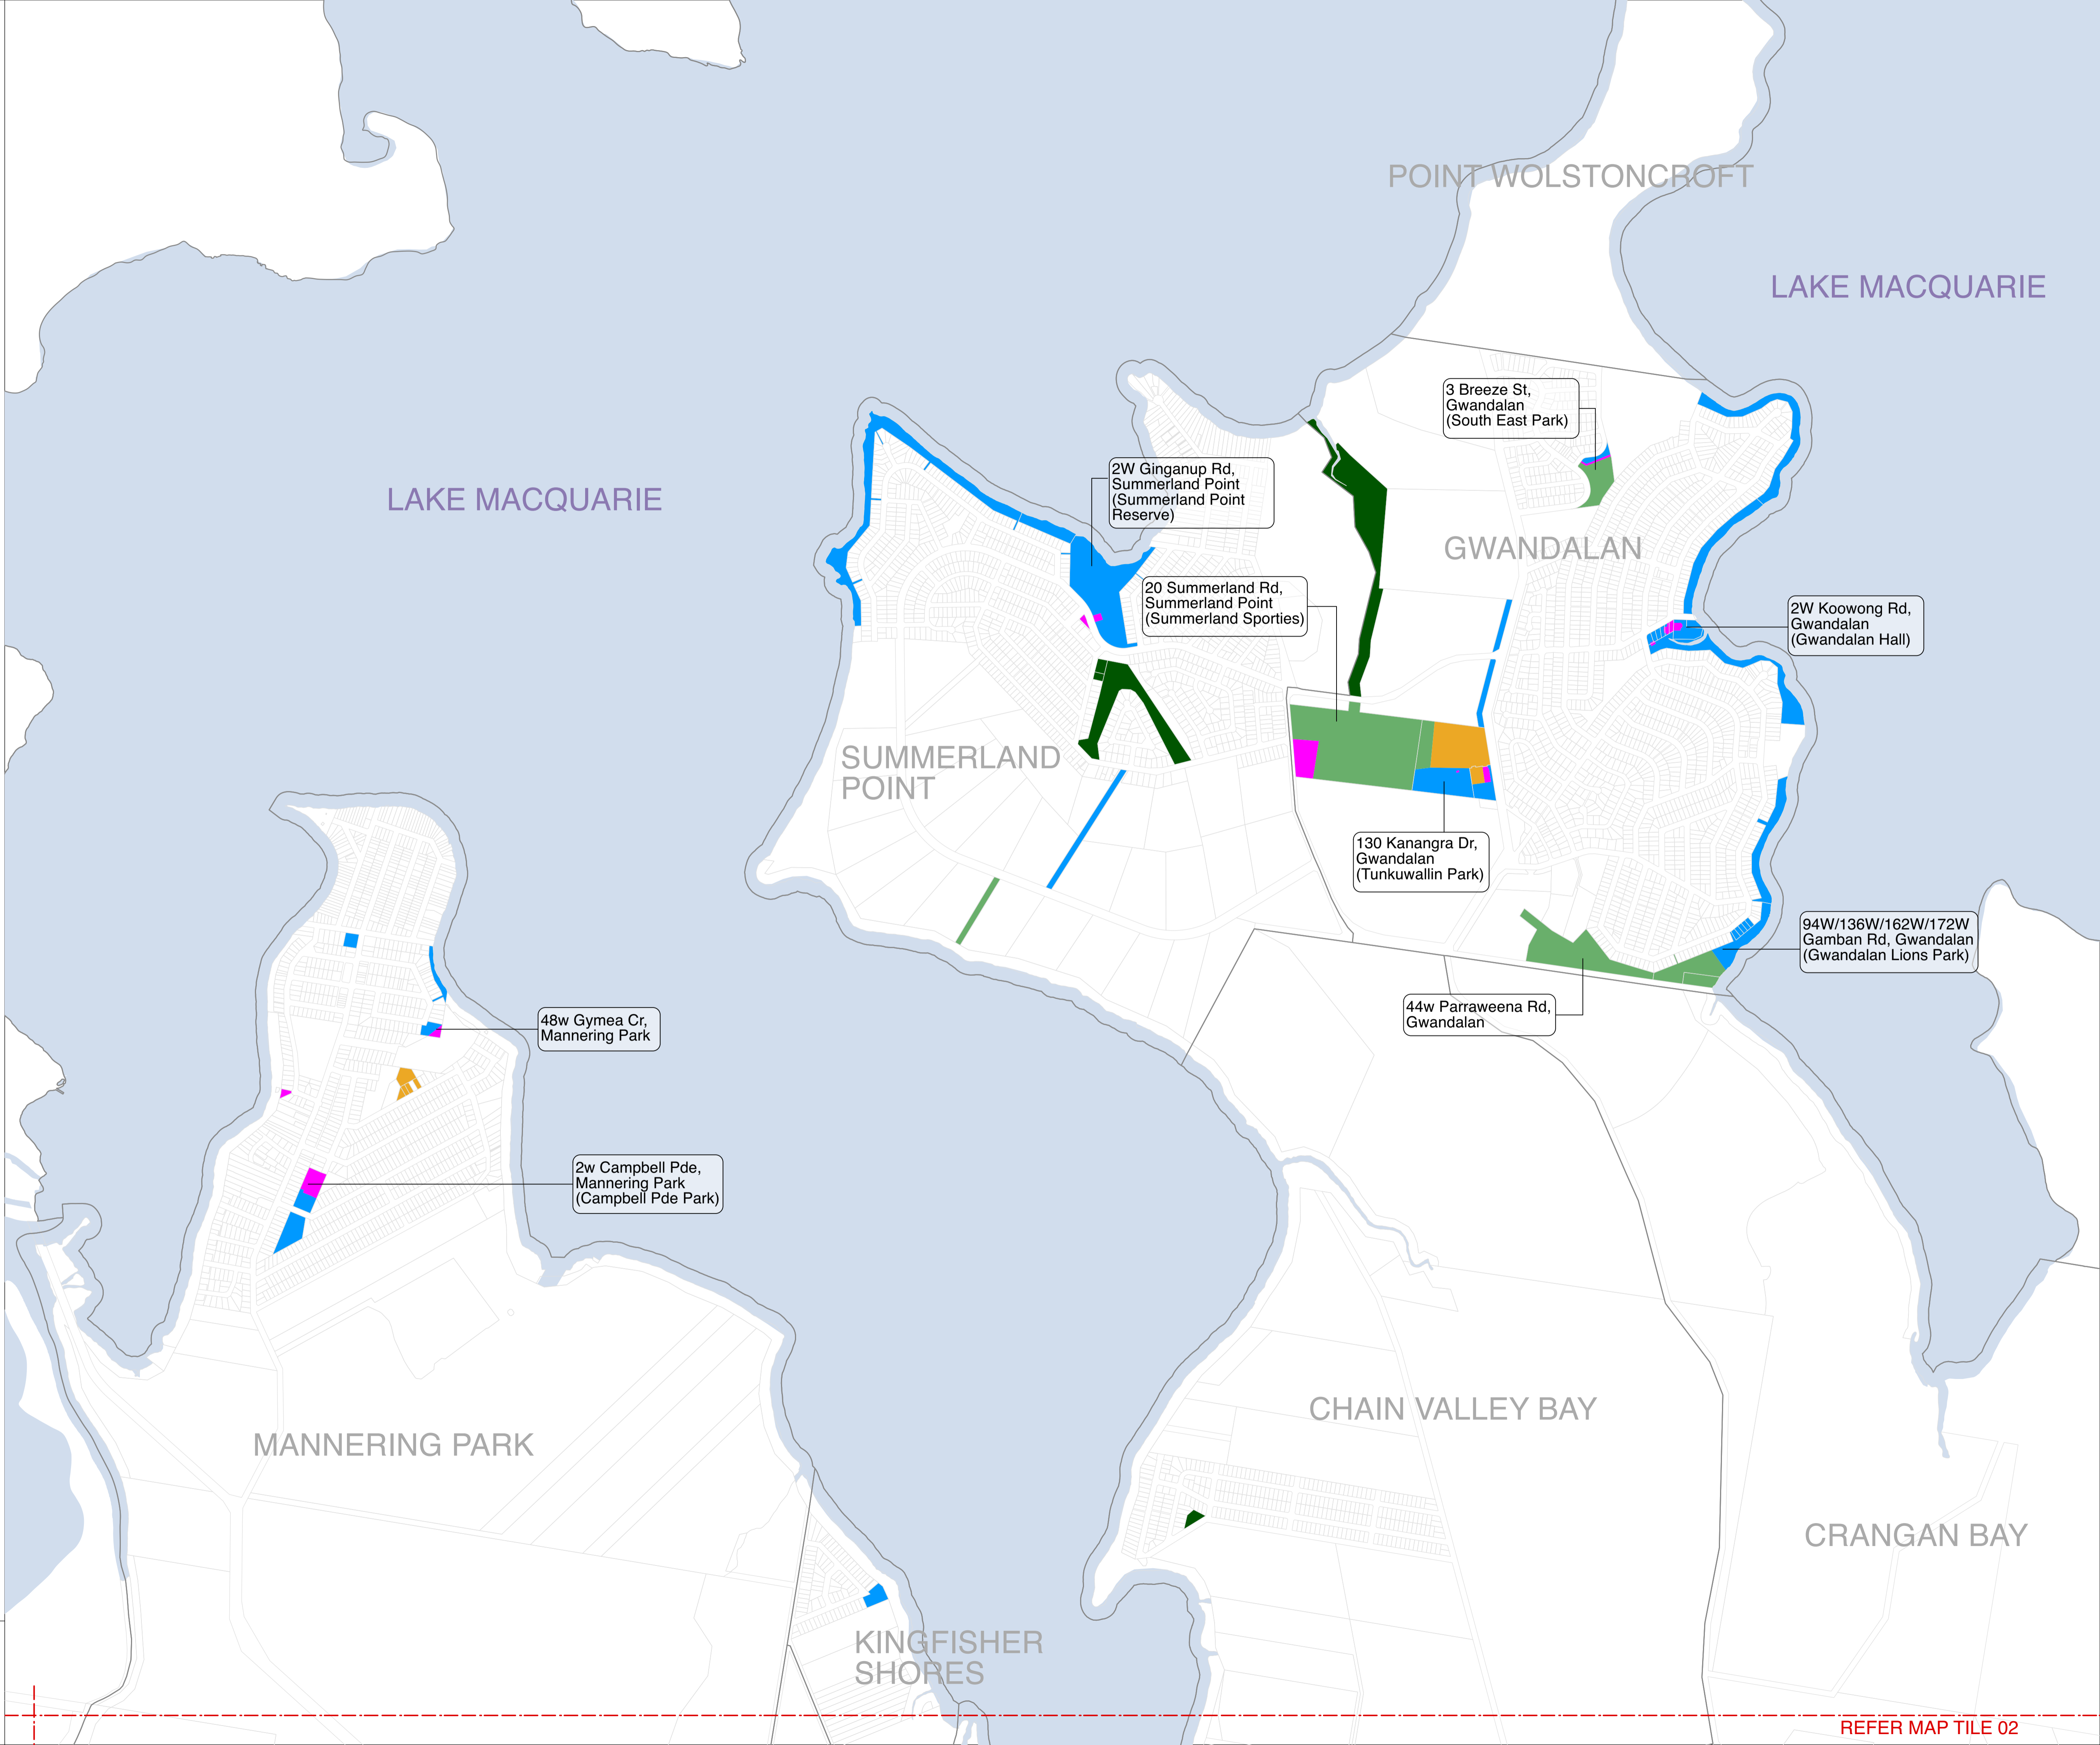 POINT WOLSTONCROFT
LAKE MACQUARIE
3 Breeze St,
Gwandalan
(South East Park)
2W Ginganup Rd,
Summerland Point
(Summerland Point
Reserve)
LAKE MACQUARIE
GWANDALAN
20 Summerland Rd,
Summerland Point
(Summerland Sporties)
2W Koowong Rd,
Gwandalan
(Gwandalan Hall)
SUMMERLAND
POINT
130 Kanangra Dr,
Gwandalan
(Tunkuwallin Park)
94W/136W/162W/172W
Gamban Rd, Gwandalan
(Gwandalan Lions Park)
44w Parraweena Rd,
Gwandalan
48w Gymea Cr,
Mannering Park
2w Campbell Pde,
Mannering Park
(Campbell Pde Park)
CHAIN VALLEY BAY
MANNERING PARK
CRANGAN BAY
KINGFISHER
SHORES
REFER MAP TILE 02